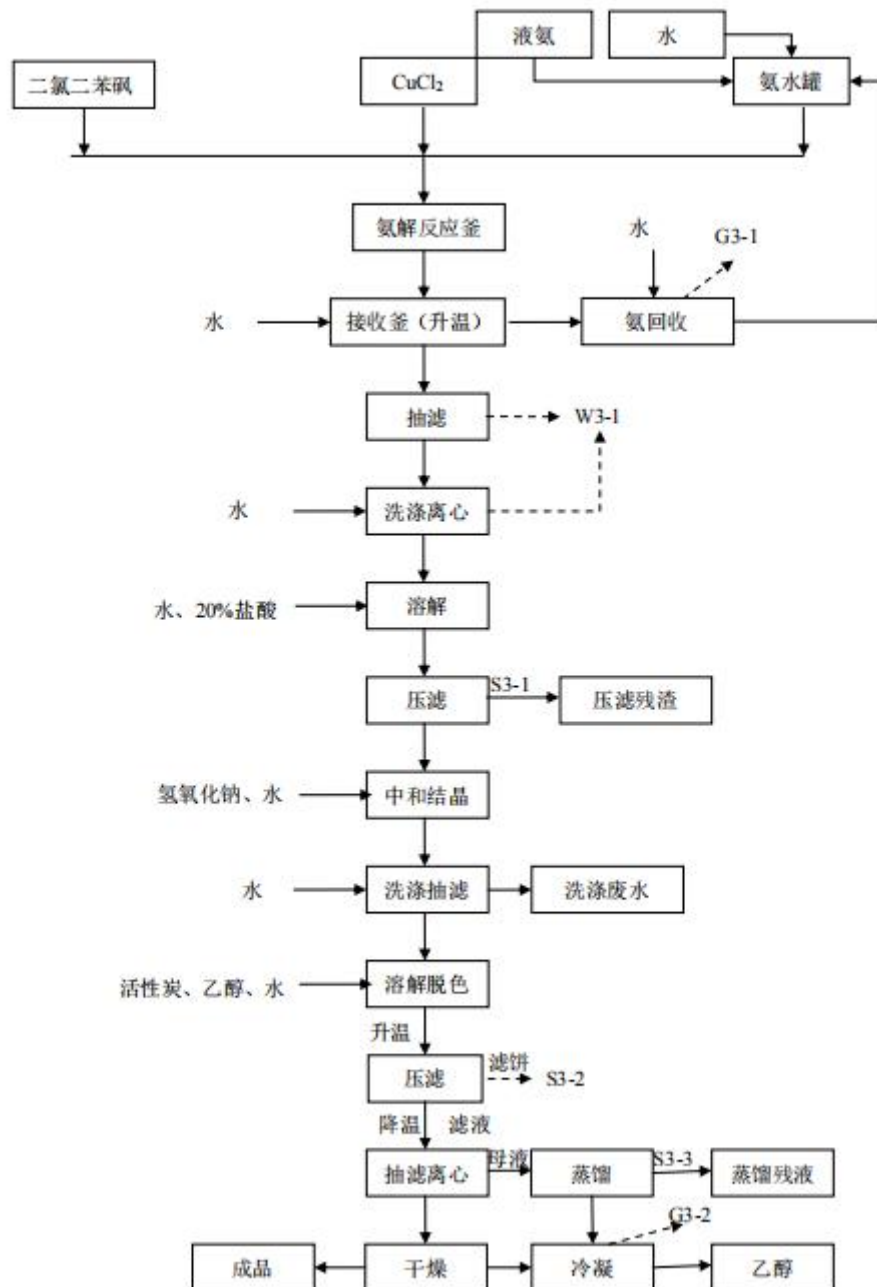 液氨
水
二氯二苯砜
CuCl₂
氨水罐
氨解反应釜
水
G3-1
水
接收釜（升温）
氨回收
抽滤
W3-1
水
洗涤离心
水、20%盐酸
溶解
压滤
S3-1
压滤残渣
氢氧化钠、水
中和结晶
水
洗涤抽滤
洗涤废水
活性炭、乙醇、水
溶解脱色
升温
压滤
滤饼
S3-2
降温
滤液
抽滤离心
母液
蒸馏
S3-3
蒸馏残液
G3-2
成品
干燥
冷凝
乙醇